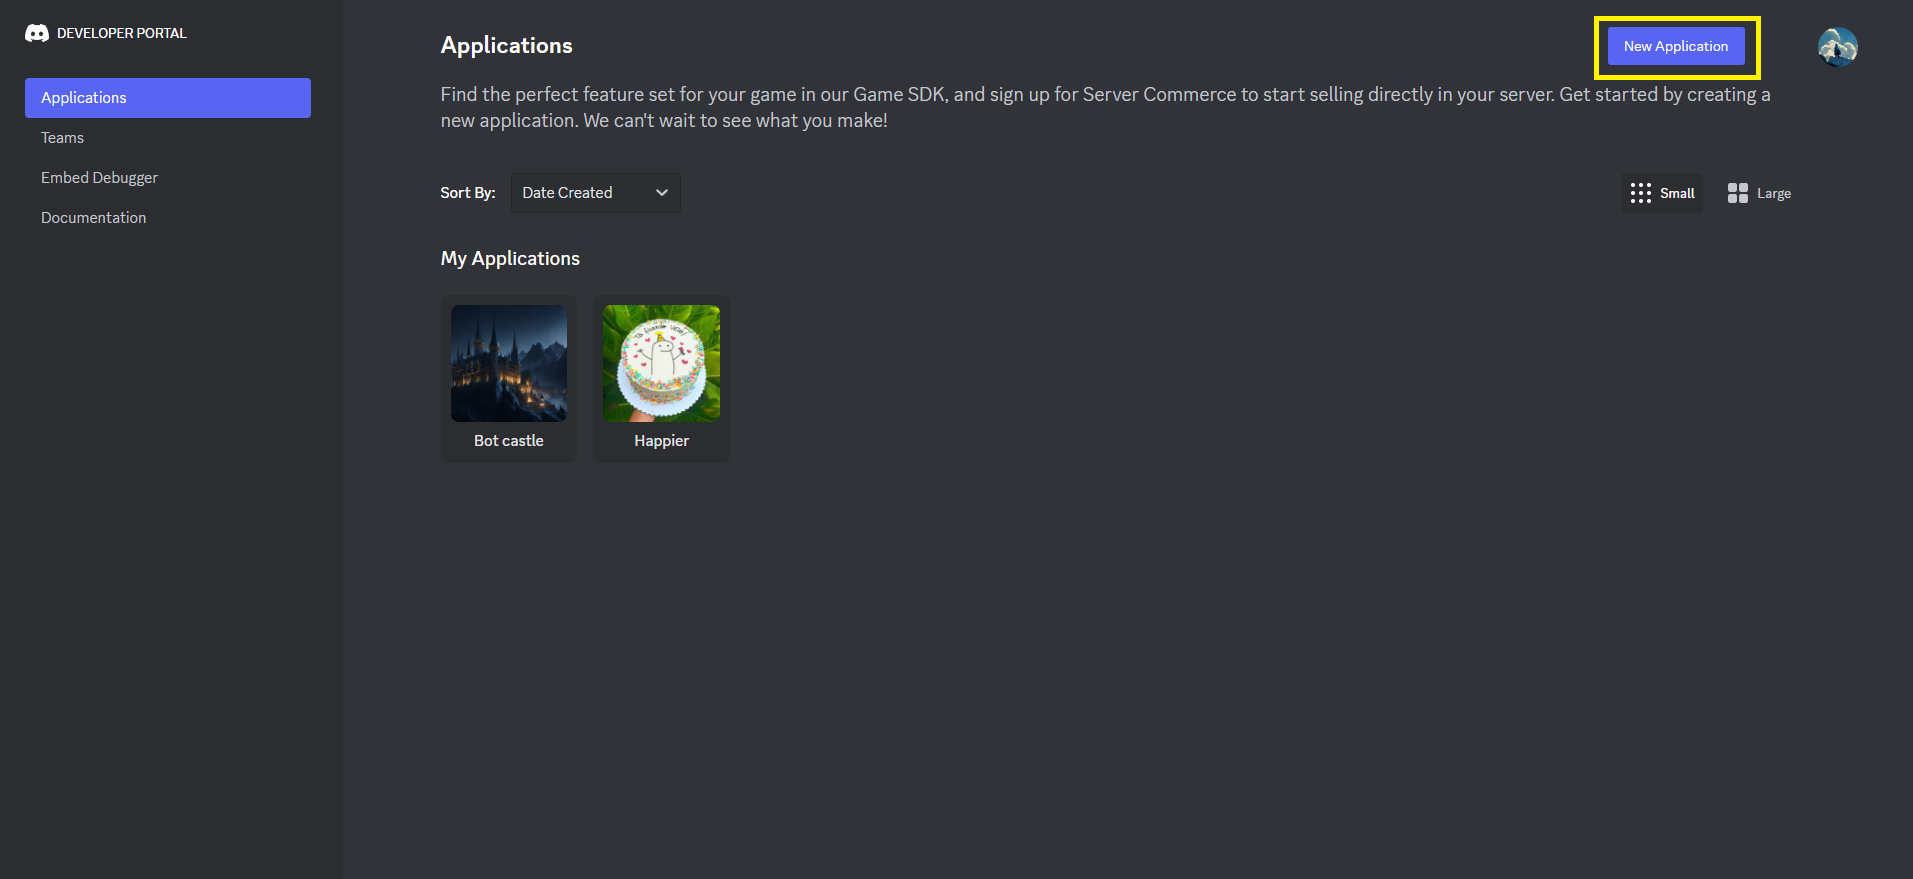 DEVELOPER PORTAL
Applications
Teams
Embed Debugger
Documentation
Applications
New Application
Find the perfect feature set for your game in our Game SDK, and sign up for Server Commerce to start selling directly in your server. Get started by creating a
new application. We can't wait to see what you make!
Sort By:
Date Created
Small
Large
My Applications
Bot castle
Happier